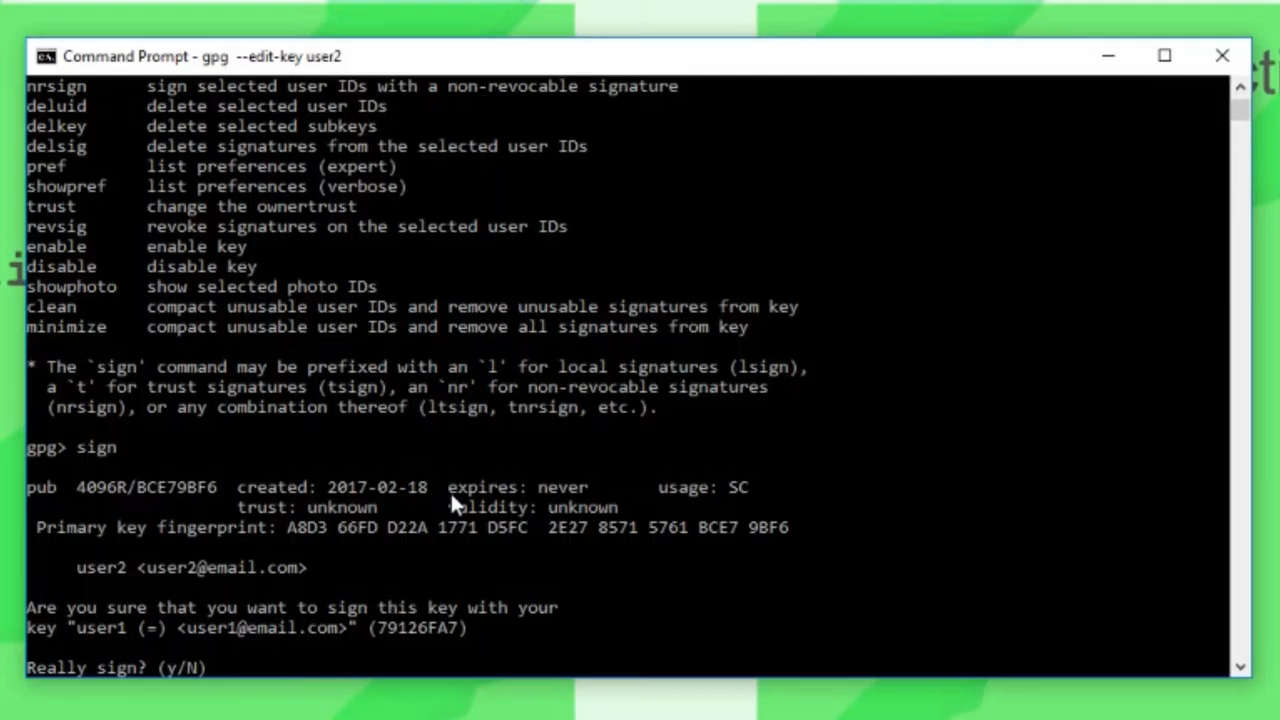 Command Prompt - gpg  --edit-key user2
nrsign      sign selected user IDs with a non-revocable signature
deluid      delete selected user IDs
delkey      delete selected subkeys
delsig      delete signatures from the selected user IDs
pref        list preferences (expert)
showpref    list preferences (verbose)
trust       change the ownertrust
revsig      revoke signatures on the selected user IDs
enable      enable key
disable     disable key
showphoto   show selected photo IDs
clean       compact unusable user IDs and remove unusable signatures from key
minimize    compact unusable user IDs and remove all signatures from key
* The `sign' command may be prefixed with an `l' for local signatures (lsign),
  a `t' for trust signatures (tsign), an `nr' for non-revocable signatures
  (nrsign), or any combination thereof (ltsign, tnrsign, etc.).
gpg> sign
pub  4096R/BCE79BF6  created: 2017-02-18  expires: never       usage: SC
                     trust: unknown       validity: unknown
 Primary key fingerprint: A8D3 66FD D22A 1771 D5FC  2E27 8571 5761 BCE7 9BF6
     user2 <user2@email.com>
Are you sure that you want to sign this key with your
key "user1 (=) <user1@email.com>" (79126FA7)
Really sign? (y/N)